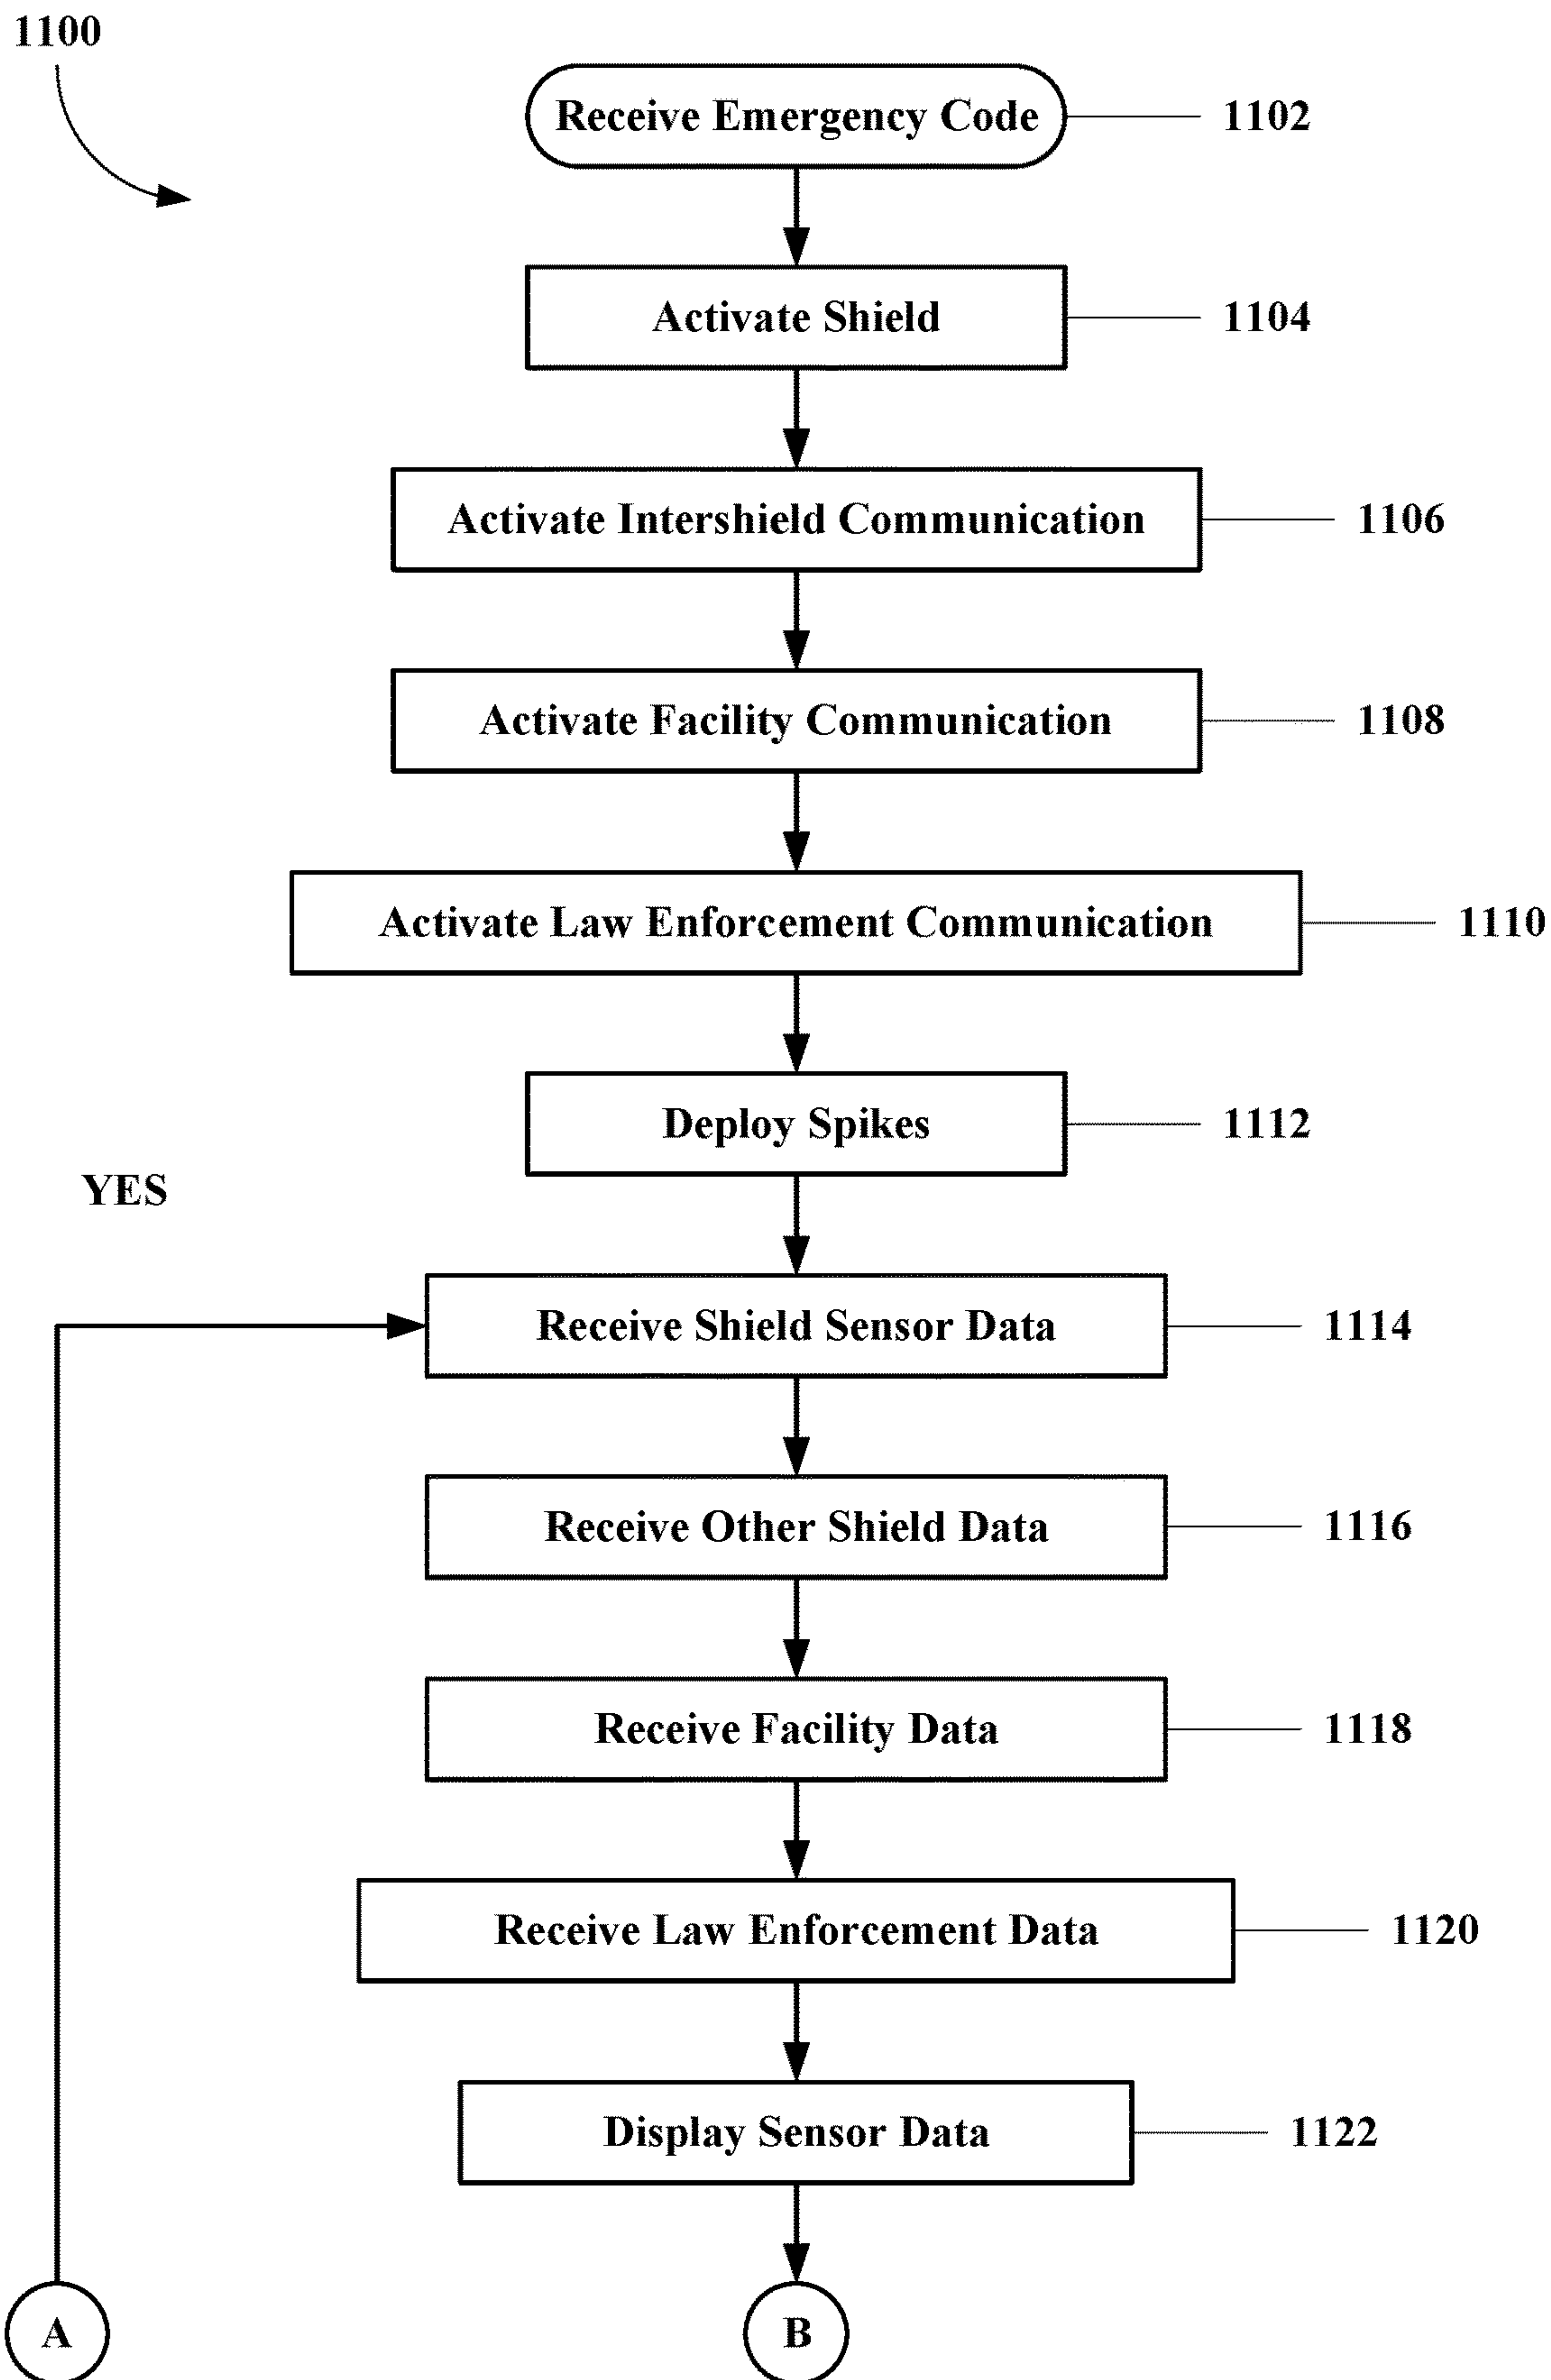 1100
Receive Emergency Code 1102
Activate Shield 1104
Activate Intershield Communication 1106
Activate Facility Communication 1108
Activate Law Enforcement Communication 1110
Deploy Spikes 1112
YES
Receive Shield Sensor Data 1114
Receive Other Shield Data 1116
Receive Facility Data 1118
Receive Law Enforcement Data 1120
Display Sensor Data 1122
A B